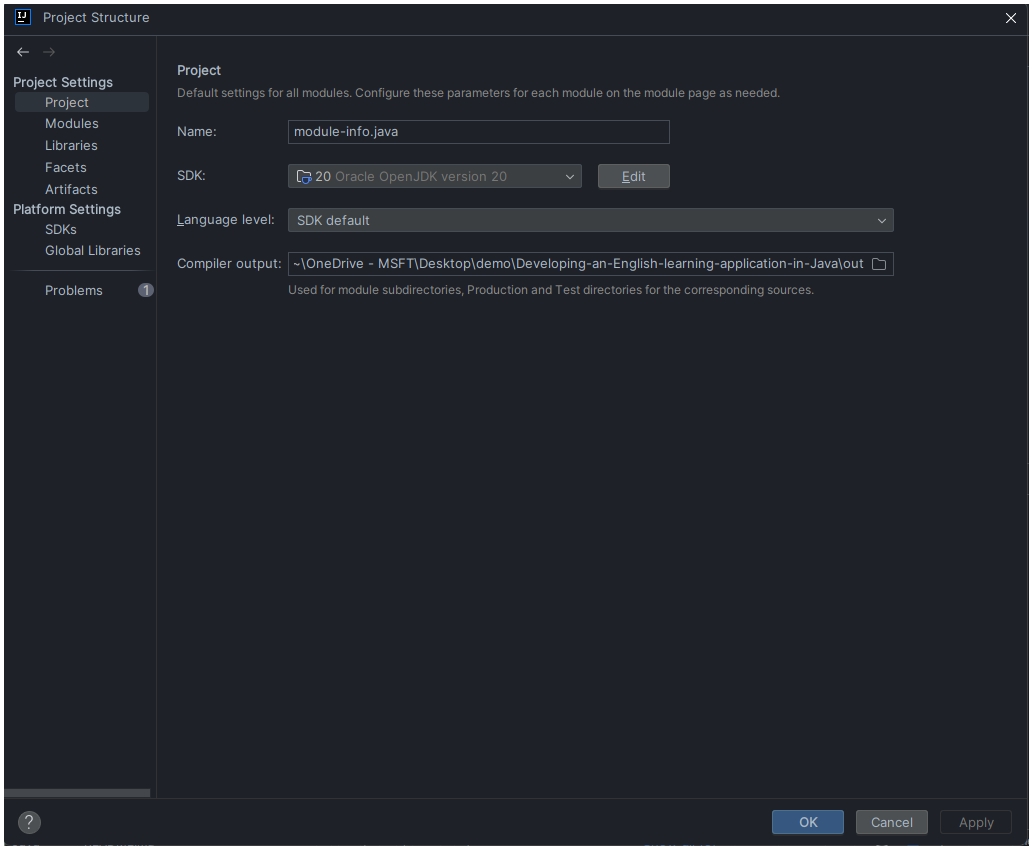 IJ
Project Structure
Project Settings
Project
Modules
Libraries
Facets
Artifacts
Platform Settings
SDKs
Global Libraries
Problems 1
Project
Default settings for all modules. Configure these parameters for each module on the module page as needed.
Name: module-info.java
SDK: 20 Oracle OpenJDK version 20 Edit
Language level: SDK default
Compiler output: ~\OneDrive - MSFT\Desktop\demo\Developing-an-English-learning-application-in-Java\out
Used for module subdirectories, Production and Test directories for the corresponding sources.
? OK Cancel Apply